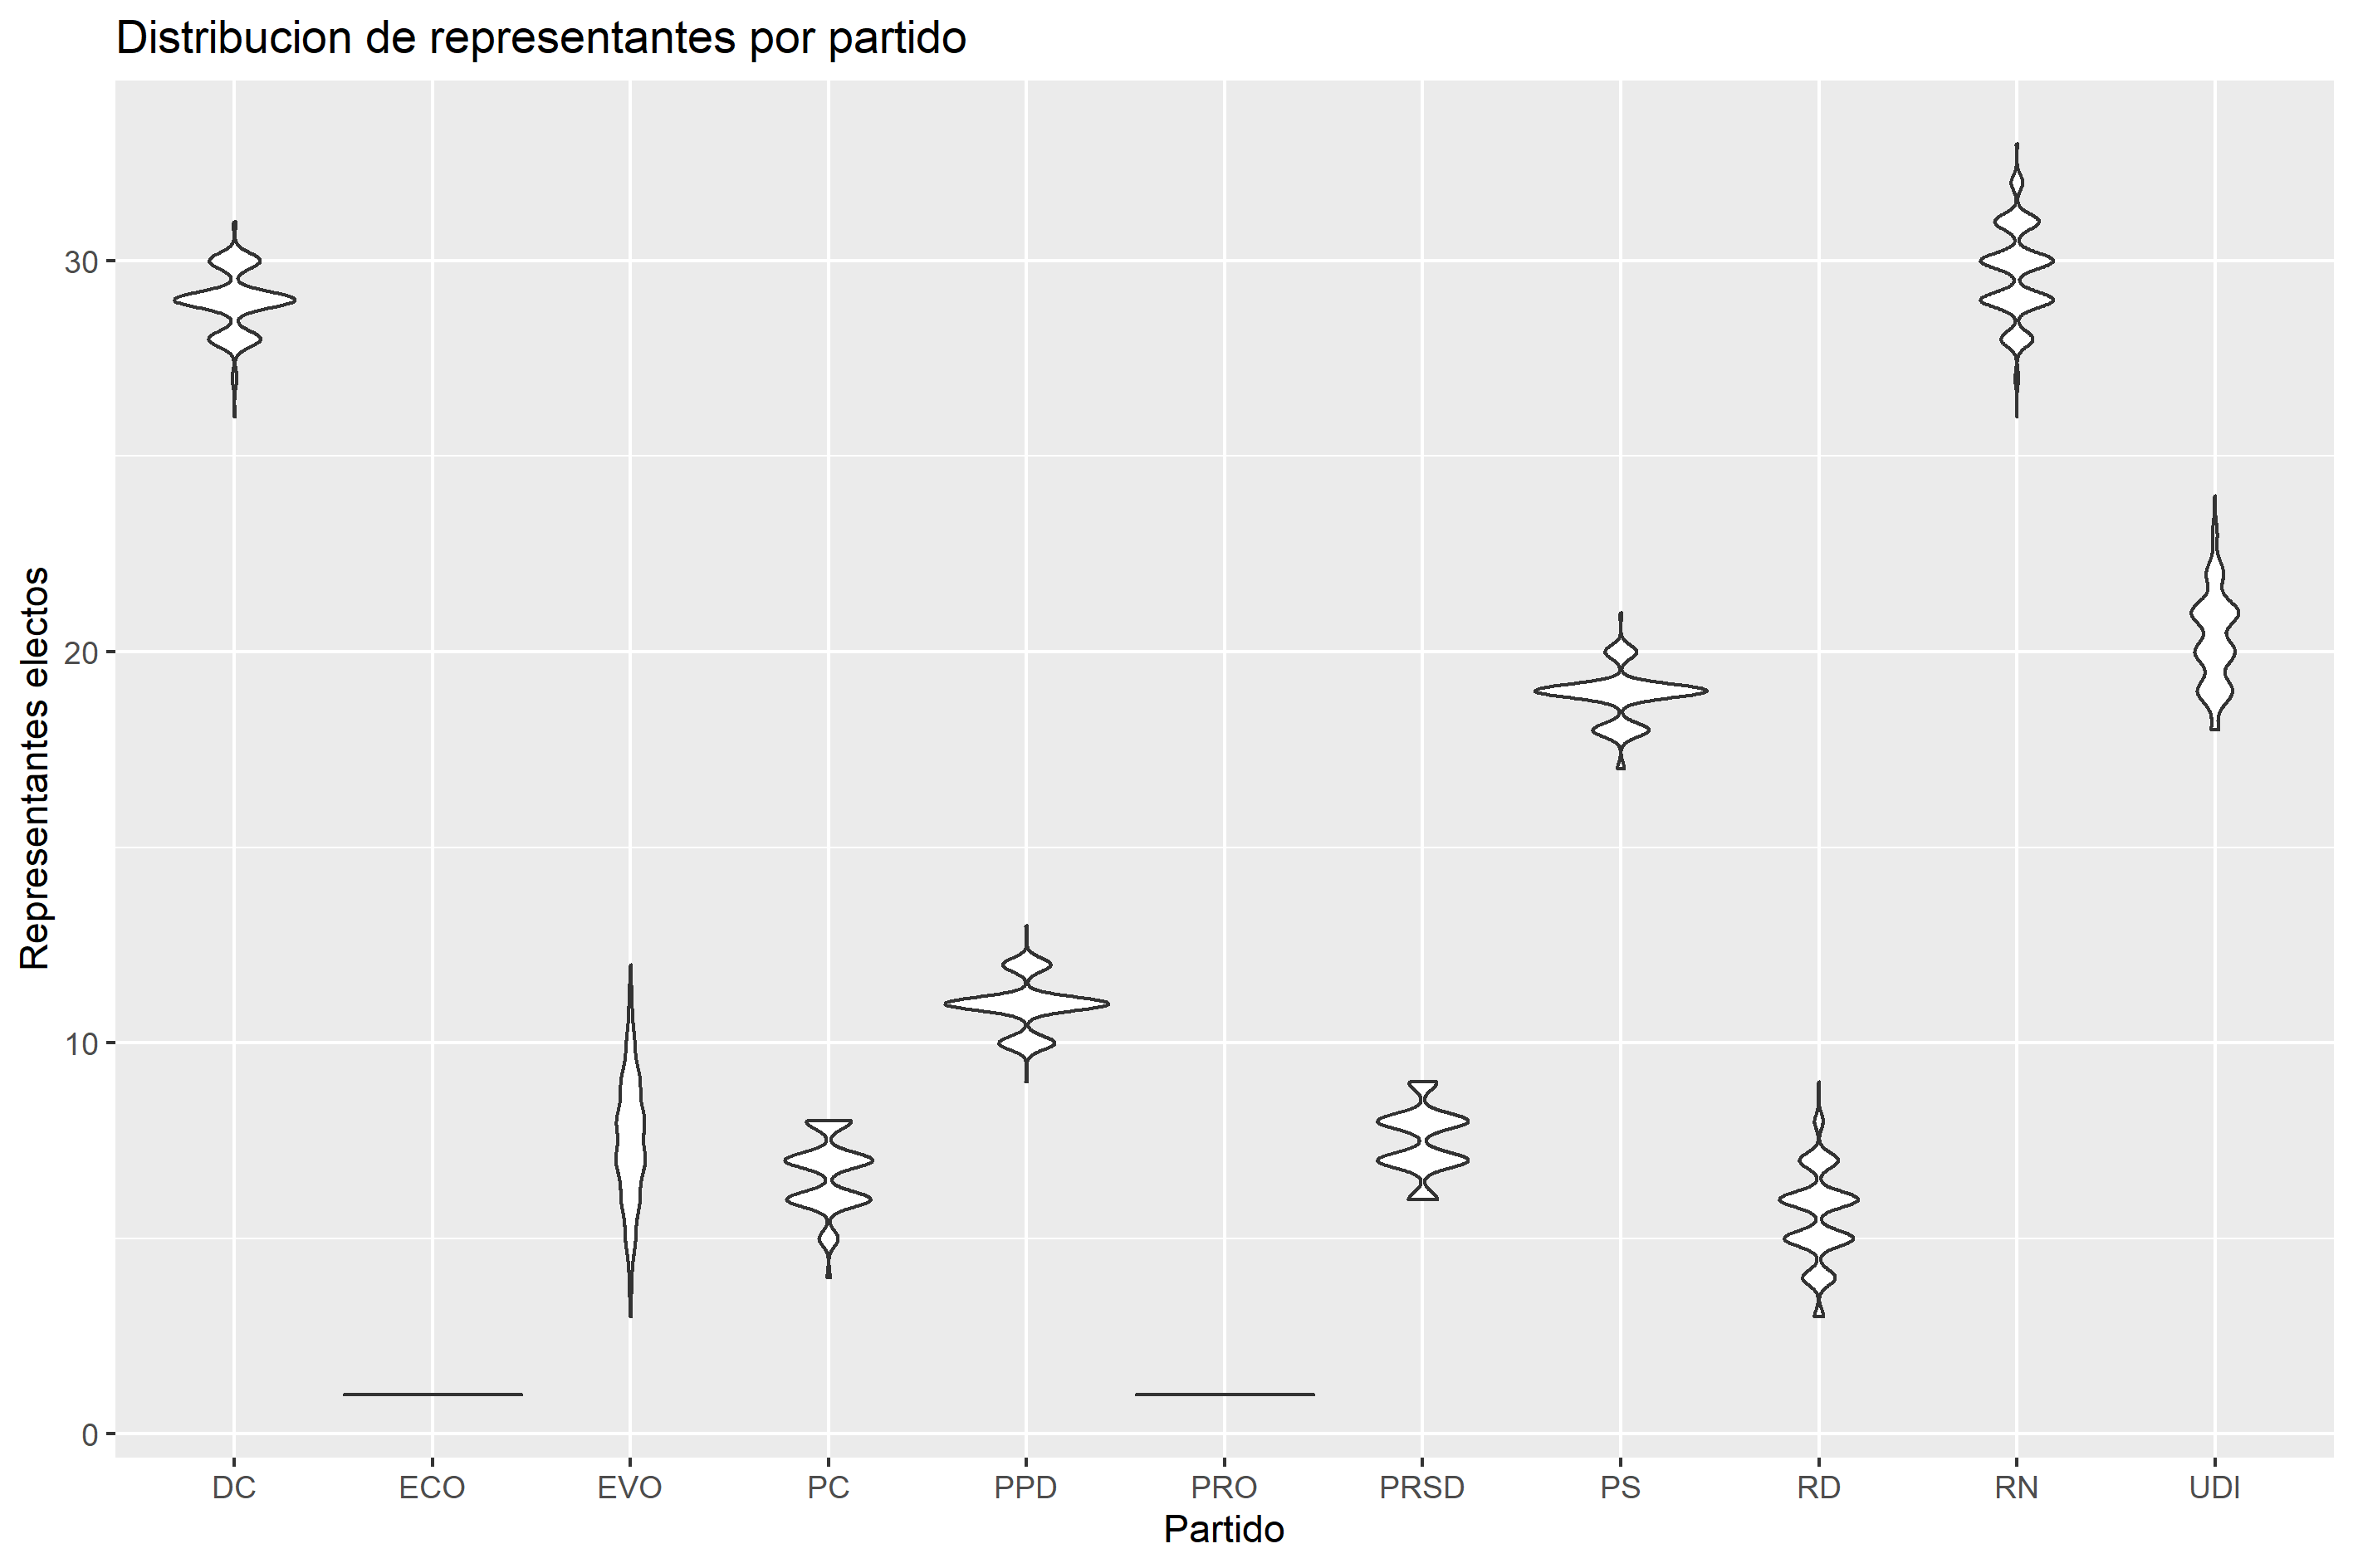 Distribucion de representantes por partido
Representantes electos
30
20
10
0
DC ECO EVO PC PPD PRO PRSD PS RD RN UDI
Partido